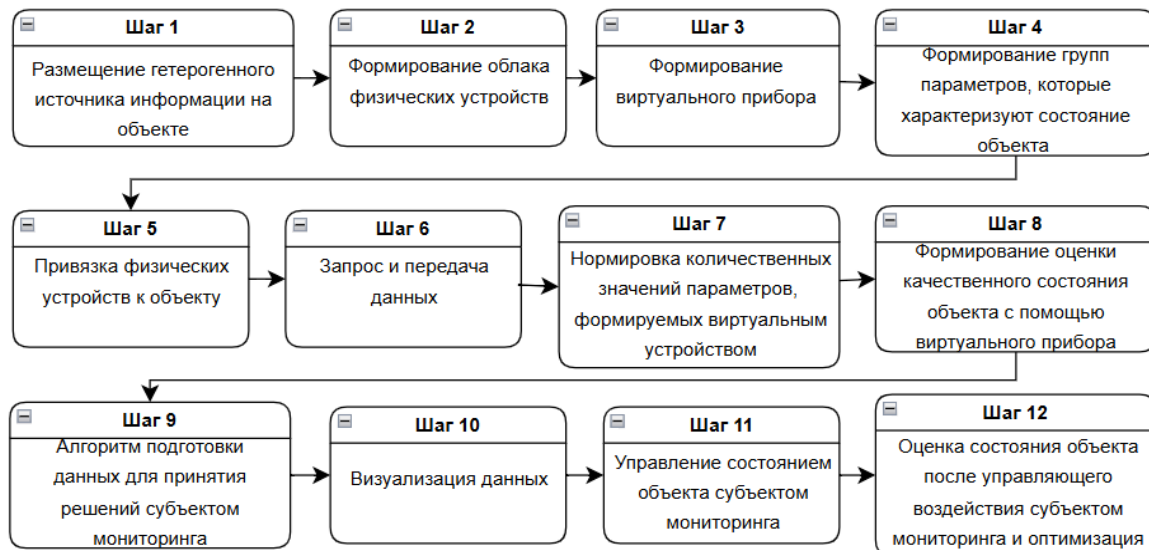 Шаг 1
Размещение гетерогенного
источника информации на
объекте
Шаг 2
Формирование облака
физических устройств
Шаг 3
Формирование
виртуального прибора
Шаг 4
Формирование групп
параметров, которые
характеризуют состояние
объекта
Шаг 5
Привязка физических
устройств к объекту
Шаг 6
Запрос и передача
данных
Шаг 7
Нормировка количественных
значений параметров,
формируемых виртуальным
устройством
Шаг 8
Формирование оценки
качественного состояния
объекта с помощью
виртуального прибора
Шаг 9
Алгоритм подготовки
данных для принятия
решений субъектом
мониторинга
Шаг 10
Визуализация данных
Шаг 11
Управление состоянием
объекта субъектом
мониторинга
Шаг 12
Оценка состояния объекта
после управляющего
воздействия субъектом
мониторинга и оптимизация